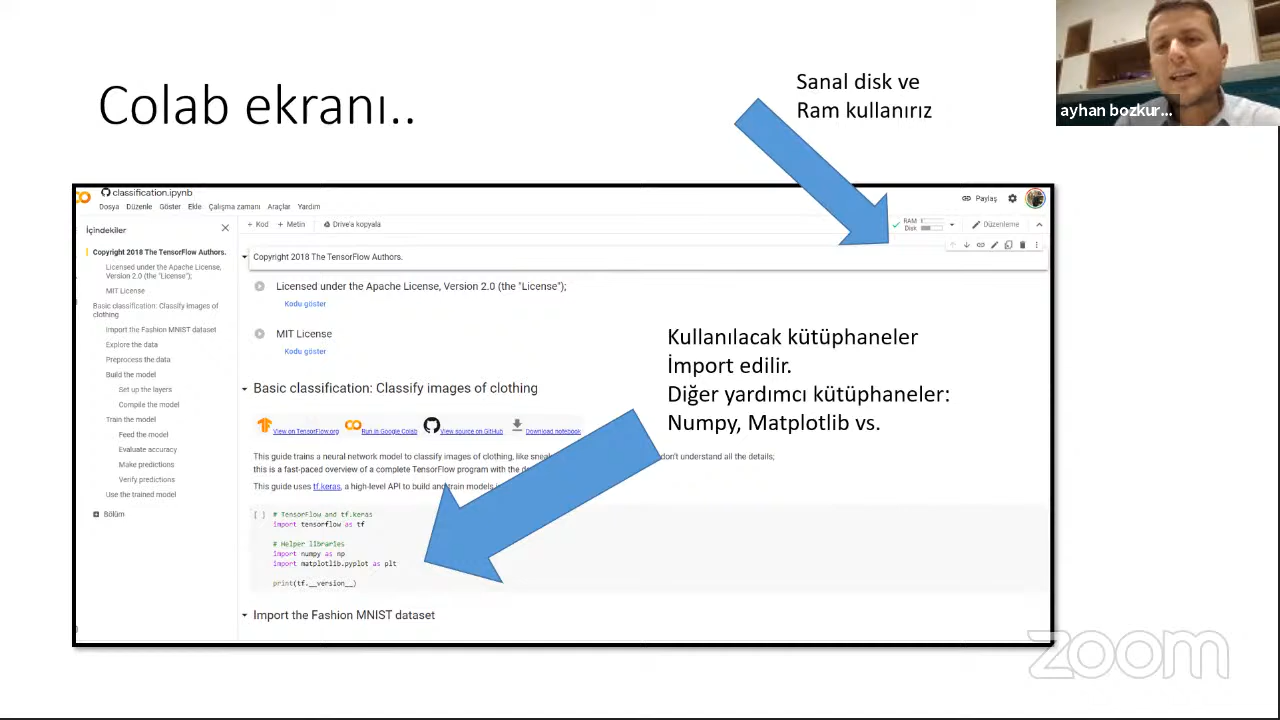 Colab ekranı..
Sanal disk ve
Ram kullanırız
ayhan bozkur...
classification.ipynb
Dosya Düzenle Göster Ekle Çalışma zamanı Araçlar Yardım
Paylaş
İçindekiler
+ Kod + Metin Drive'a kopyala
RAM
Disk
Düzenleme
Copyright 2018 The TensorFlow Authors.
Licensed under the Apache License,
Version 2.0 (the "License");
MIT License
Basic classification: Classify images of
clothing
Import the Fashion MNIST dataset
Explore the data
Preprocess the data
Build the model
Set up the layers
Compile the model
Train the model
Feed the model
Evaluate accuracy
Make predictions
Verify predictions
Use the trained model
Bölüm
Copyright 2018 The TensorFlow Authors.
Licensed under the Apache License, Version 2.0 (the "License");
Kodu göster
MIT License
Kodu göster
Kullanılacak kütüphaneler
İmport edilir.
Diğer yardımcı kütüphaneler:
Numpy, Matplotlib vs.
Basic classification: Classify images of clothing
View on TensorFlow.org Run in Google Colab View source on GitHub Download notebook
This guide trains a neural network model to classify images of clothing, like don't understand all the details;
this is a fast-paced overview of a complete TensorFlow program with the
This guide uses tf.keras, a high-level API to build and train models
[ ] # TensorFlow and tf.keras
import tensorflow as tf
# Helper libraries
import numpy as np
import matplotlib.pyplot as plt
print(tf.__version__)
Import the Fashion MNIST dataset
zoom